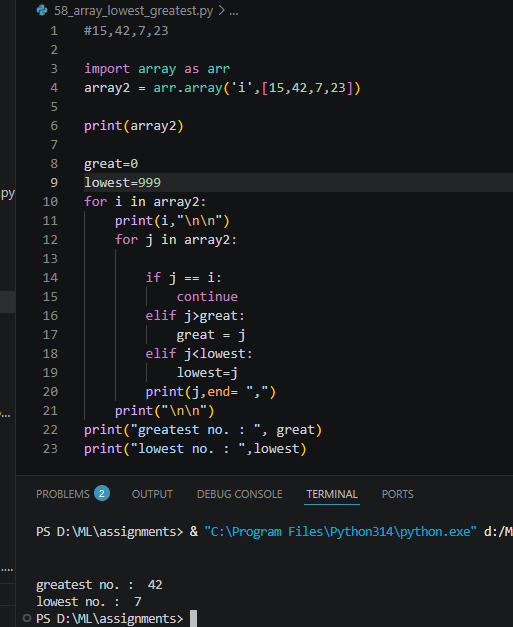 58_array_lowest_greatest.py > ...
1 #15,42,7,23
2
3 import array as arr
4 array2 = arr.array('i',[15,42,7,23])
5
6 print(array2)
7
8 great=0
9 lowest=999
10 for i in array2:
11     print(i,"\n\n")
12     for j in array2:
13
14         if j == i:
15             continue
16         elif j>great:
17             great = j
18         elif j<lowest:
19             lowest=j
20         print(j,end= ",")
21     print("\n\n")
22 print("greatest no. : ", great)
23 print("lowest no. : ",lowest)
.py
...
PROBLEMS 2 OUTPUT DEBUG CONSOLE TERMINAL PORTS
PS D:\ML\assignments> & "C:\Program Files\Python314\python.exe" d:/M
....
greatest no. :  42
lowest no. :  7
PS D:\ML\assignments>